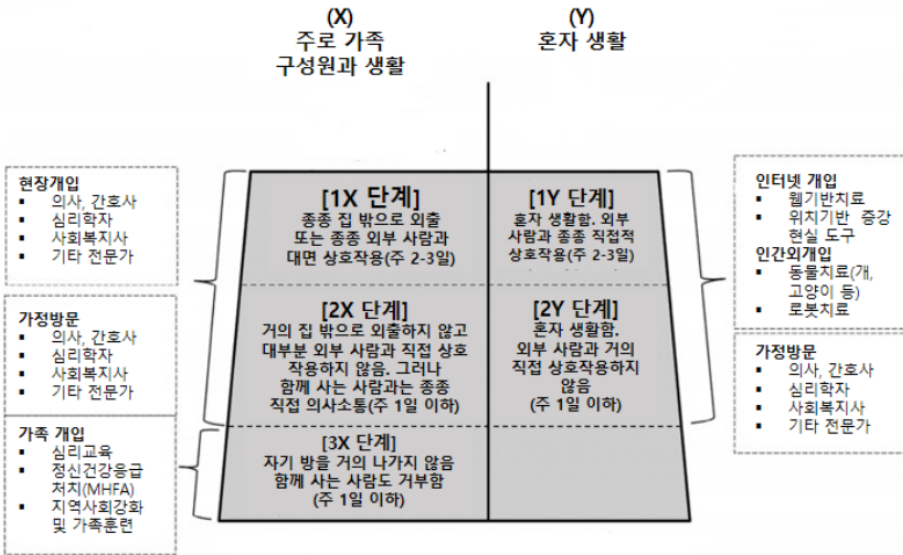 (X)
주로 가족
구성원과 생활
(Y)
혼자 생활
현장개입
▪ 의사, 간호사
▪ 심리학자
▪ 사회복지사
▪ 기타 전문가
가정방문
▪ 의사, 간호사
▪ 심리학자
▪ 사회복지사
▪ 기타 전문가
가족 개입
▪ 심리교육
▪ 정신건강응급
처치(MHFA)
▪ 지역사회강화
및 가족훈련
[1X 단계]
종종 집 밖으로 외출
또는 종종 외부 사람과
대면 상호작용(주 2-3일)
[2X 단계]
거의 집 밖으로 외출하지 않고
대부분 외부 사람과 직접 상호
작용하지 않음. 그러나
함께 사는 사람과는 종종
직접 의사소통(주 1일 이하)
[3X 단계]
자기 방을 거의 나가지 않음
함께 사는 사람도 거부함
(주 1일 이하)
[1Y 단계]
혼자 생활함. 외부
사람과 종종 직접적
상호작용(주 2-3일)
[2Y 단계]
혼자 생활함.
외부 사람과 거의
직접 상호작용하지
않음
(주 1일 이하)
인터넷 개입
▪ 웹기반치료
▪ 위치기반 증강
현실 도구
인간외개입
▪ 동물치료(개,
고양이 등)
▪ 로봇치료
가정방문
▪ 의사, 간호사
▪ 심리학자
▪ 사회복지사
▪ 기타 전문가